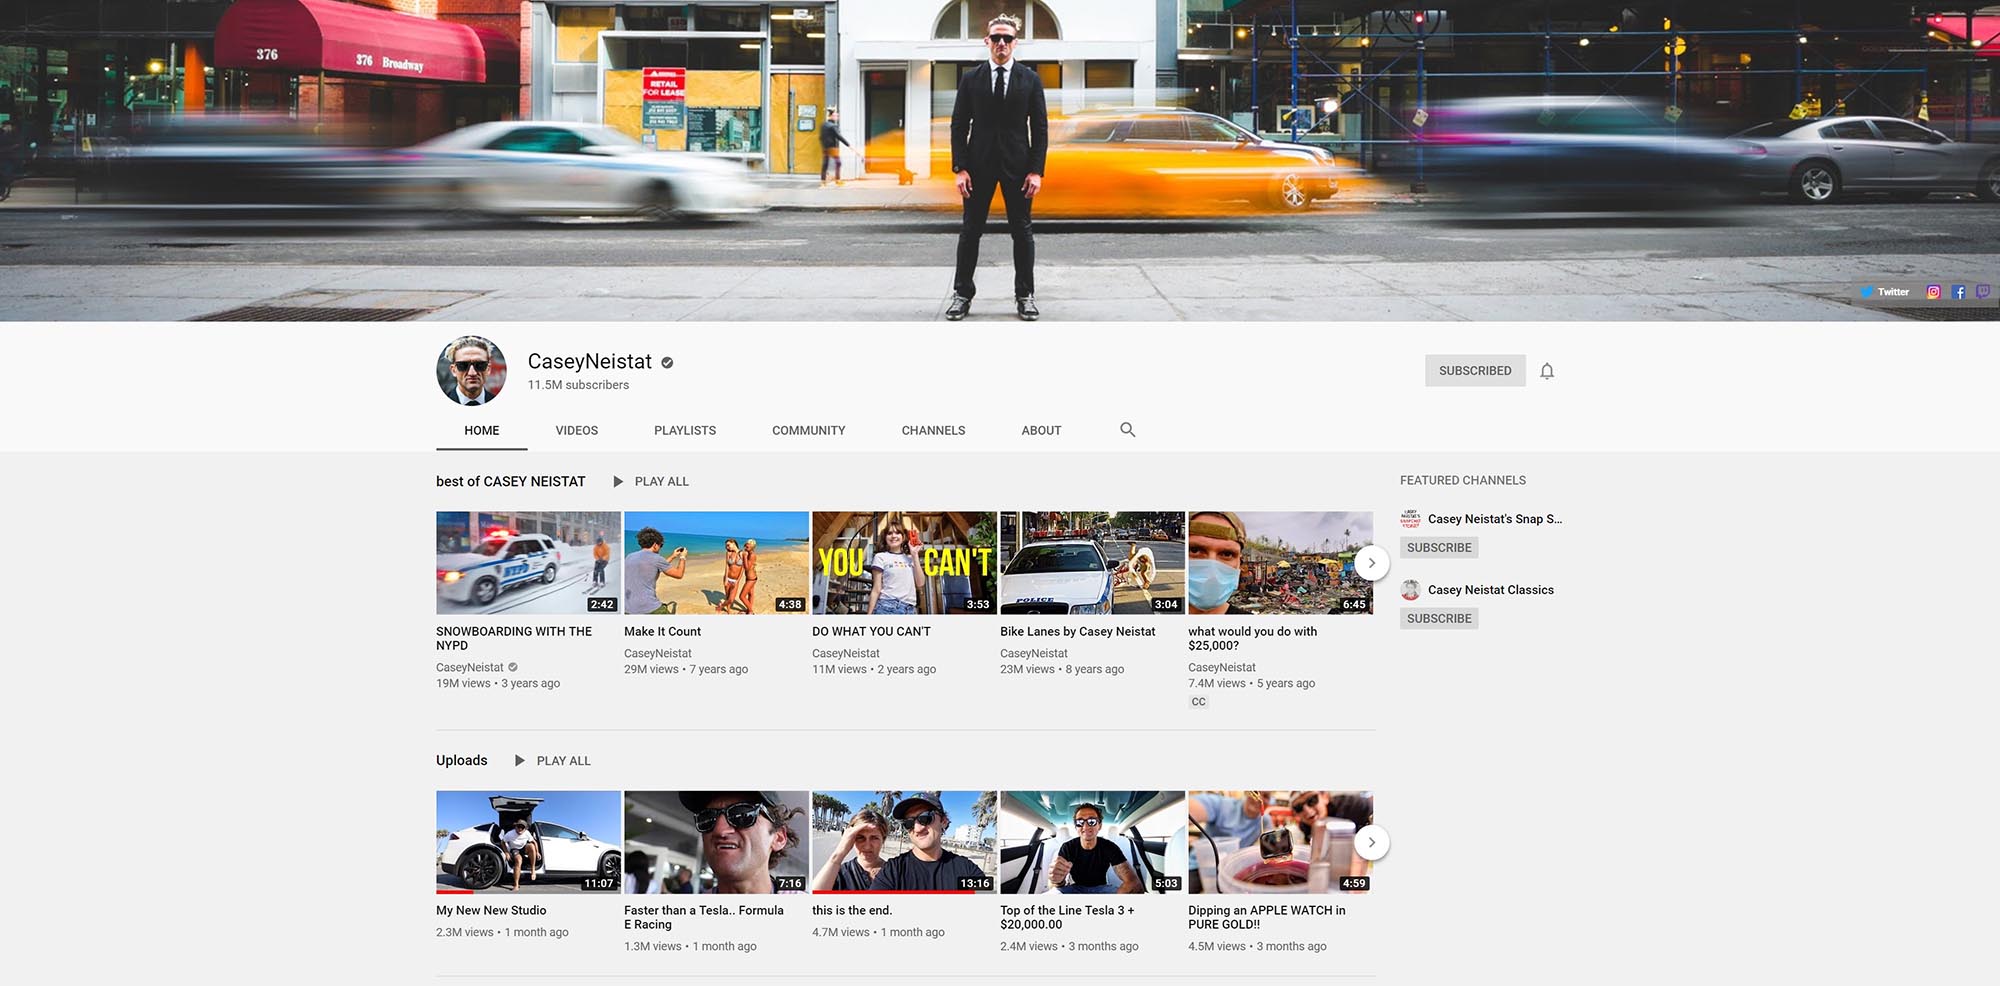 376
376 Broadway
RETAIL
FOR LEASE
Twitter
CaseyNeistat
11.5M subscribers
SUBSCRIBED
HOME VIDEOS PLAYLISTS COMMUNITY CHANNELS ABOUT
best of CASEY NEISTAT PLAY ALL
2:42
4:38
YOU CAN'T
3:53
POLICE
3:04
6:45
SNOWBOARDING WITH THE
NYPD
CaseyNeistat
19M views • 3 years ago
Make It Count
CaseyNeistat
29M views • 7 years ago
DO WHAT YOU CAN'T
CaseyNeistat
11M views • 2 years ago
Bike Lanes by Casey Neistat
CaseyNeistat
23M views • 8 years ago
what would you do with
$25,000?
CaseyNeistat
7.4M views • 5 years ago
CC
FEATURED CHANNELS
Casey Neistat's Snap S...
SUBSCRIBE
Casey Neistat Classics
SUBSCRIBE
Uploads PLAY ALL
11:07
7:16
13:16
5:03
4:59
My New New Studio
2.3M views • 1 month ago
Faster than a Tesla.. Formula
E Racing
1.3M views • 1 month ago
this is the end.
4.7M views • 1 month ago
Top of the Line Tesla 3 +
$20,000.00
2.4M views • 3 months ago
Dipping an APPLE WATCH in
PURE GOLD!!
4.5M views • 3 months ago